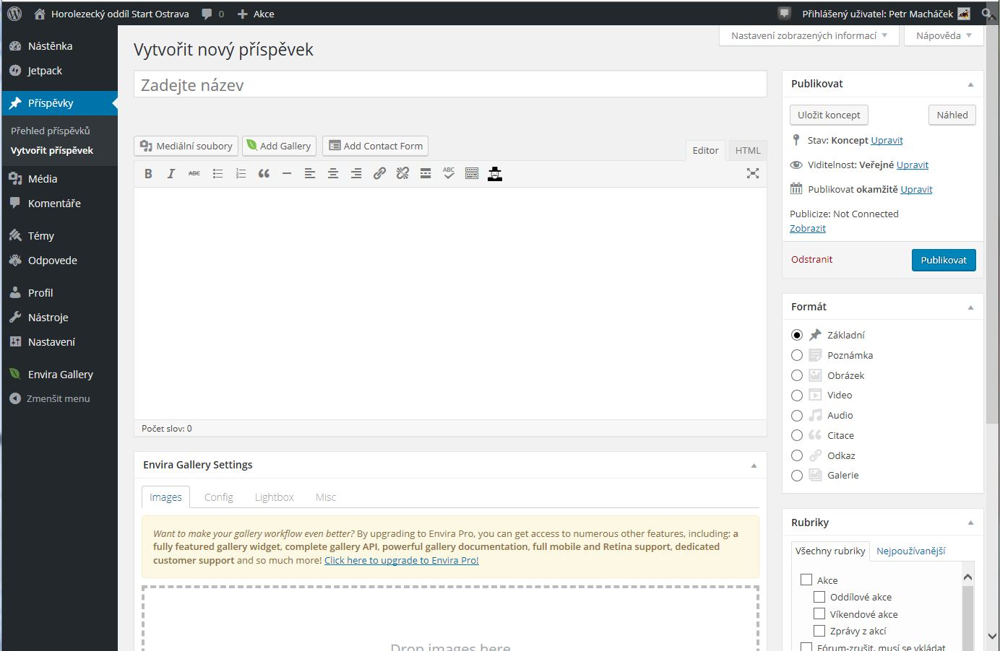 Horolezecký oddíl Start Ostrava 0 Akce Přihlášený uživatel: Petr Macháček
Nastavení zobrazených informací Nápověda
Nástěnka
Jetpack
Příspěvky
Přehled příspěvků
Vytvořit příspěvek
Média
Komentáře
Témy
Odpovede
Profil
Nástroje
Nastavení
Envira Gallery
Zmenšit menu
Vytvořit nový příspěvek
Zadejte název
Mediální soubory Add Gallery Add Contact Form
Editor HTML
B I ABC ABC
Počet slov: 0
Envira Gallery Settings
Images Config Lightbox Misc
Want to make your gallery workflow even better? By upgrading to Envira Pro, you can get access to numerous other features, including: a
fully featured gallery widget, complete gallery API, powerful gallery documentation, full mobile and Retina support, dedicated
customer support and so much more! Click here to upgrade to Envira Pro!
Drop images here
Publikovat
Uložit koncept Náhled
Stav: Koncept Upravit
Viditelnost: Veřejné Upravit
Publikovat okamžitě Upravit
Publicize: Not Connected
Zobrazit
Odstranit Publikovat
Formát
Základní
Poznámka
Obrázek
Video
Audio
Citace
Odkaz
Galerie
Rubriky
Všechny rubriky Nejpoužívanější
Akce
Oddílové akce
Víkendové akce
Zprávy z akcí
Fórum-zrušit, musí se vkládat